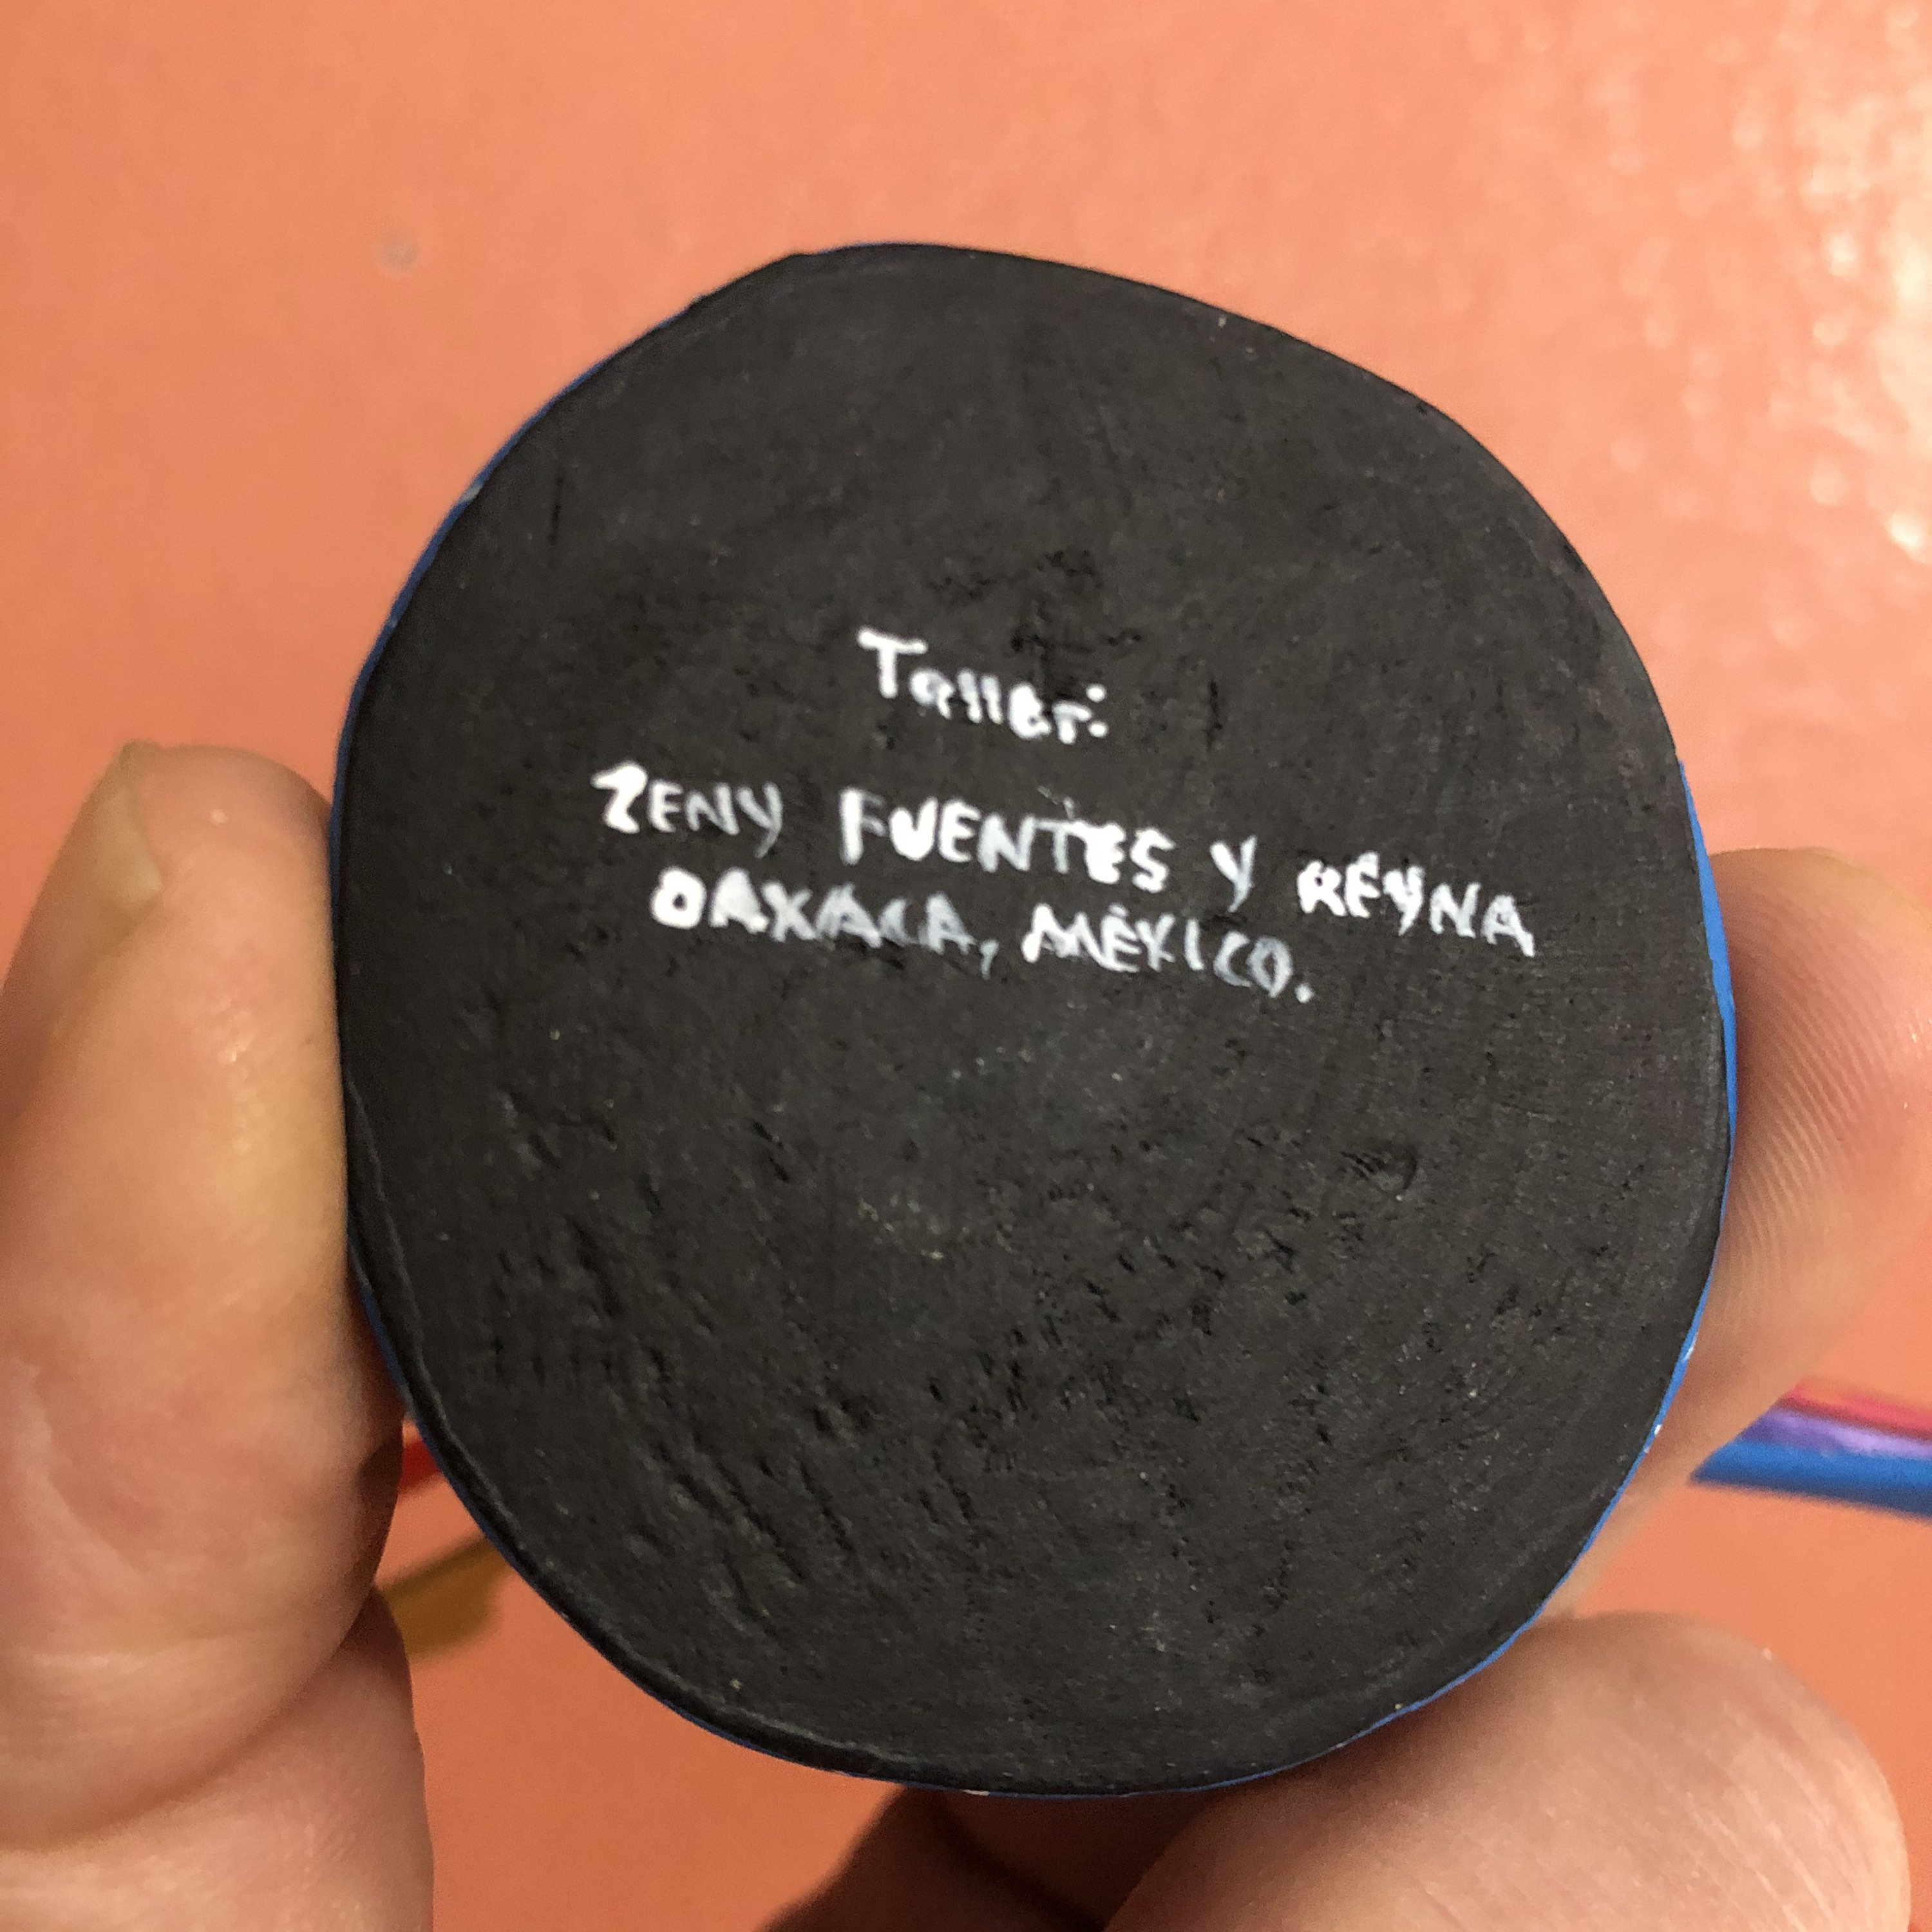 Taller:
ZENY FUENTES Y REYNA
OAXACA, MÉXICO.